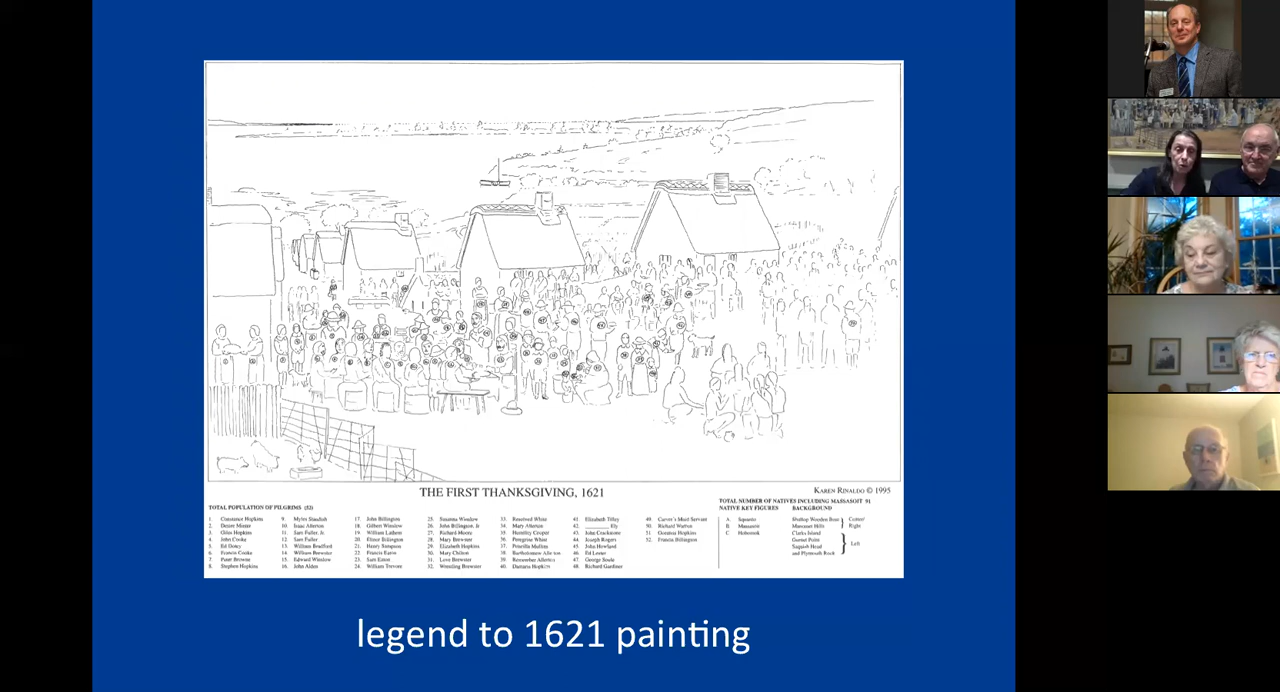 THE FIRST THANKSGIVING, 1621
KAREN RINALDO © 1995
TOTAL POPULATION OF PILGRIMS (52)
1. Constance Hopkins
3. Giles Hopkins
4. John Cooke
5. Ed Doty
6. Francis Cooke
7. Peter Browne
8. Stephen Hopkins
9. Myles Standish
10. Isaac Allerton
11. Sam Fuller, Jr.
12. Sam Fuller
13. William Bradford
14. William Brewster
15. Edward Winslow
16. John Alden
17. John Billington
18. Gilbert Winslow
19. William Latham
20. Elinor Billington
21. Henry Sampson
22. Francis Eaton
23. Sam Eaton
24. William Trevore
25. Susanna Winslow
26. John Billington, Jr.
27. Richard Moore
28. Mary Brewster
29. Elizabeth Hopkins
30. Mary Chilton
31. Love Brewster
32. Wrestling Brewster
33. Resolved White
34. Mary Allerton
35. Humility Cooper
36. Peregrine White
37. Priscilla Mullins
38. Bartholomew Allerton
39. Remember Allerton
40. Damaris Hopkins
41. Elizabeth Tilley
42. ________ Ely
43. John Crackstone
44. Joseph Rogers
45. John Howland
46. Ed Lester
47. George Soule
48. Richard Gardiner
49. Carver's Maid Servant
50. Richard Warren
51. Oceanus Hopkins
52. Francis Billington
TOTAL NUMBER OF NATIVES INCLUDING MASSASOIT 91
NATIVE KEY FIGURES
A. Squanto
B. Massasoit
C. Hobomok
BACKGROUND
Shallop Wooden Boat
Manomet Hills
Center/
Right
Clarks Island
Gurnet Point
Saquish Head
and Plymouth Rock
Left
legend to 1621 painting